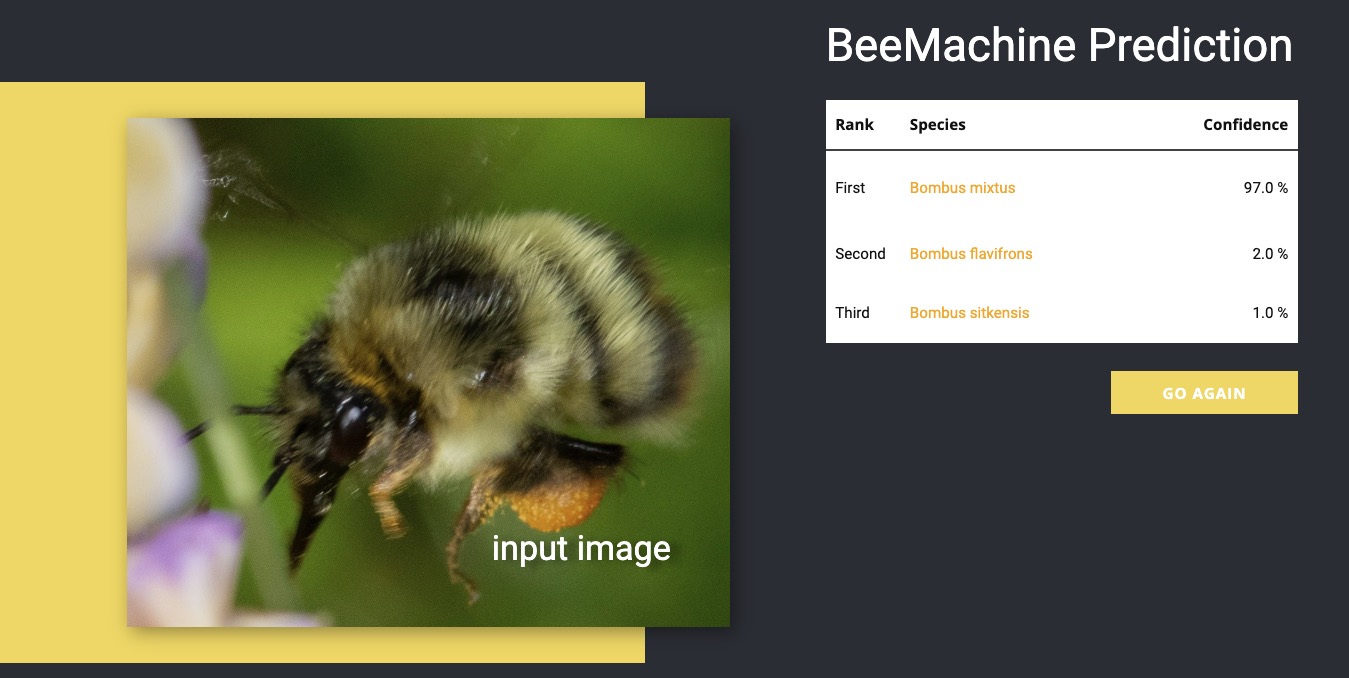 BeeMachine Prediction
Rank Species Confidence
First Bombus mixtus 97.0 %
Second Bombus flavifrons 2.0 %
Third Bombus sitkensis 1.0 %
GO AGAIN
input image